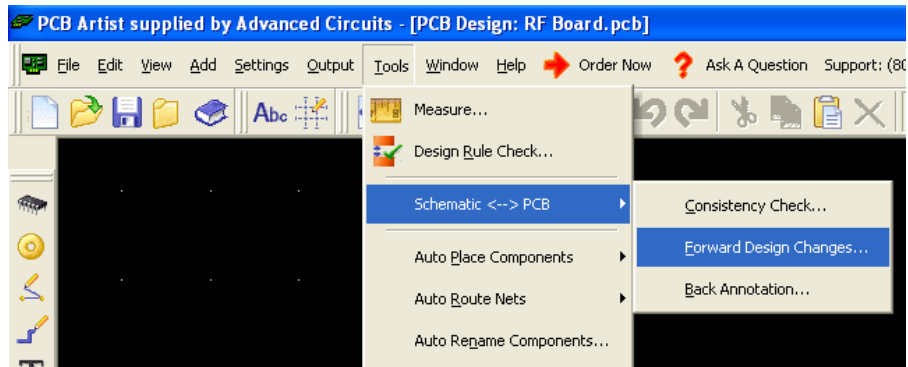 PCB Artist supplied by Advanced Circuits - [PCB Design: RF Board.pcb]
File Edit View Add Settings Output Tools Window Help Order Now ? Ask A Question Support: (80
Abc
Measure...
Design Rule Check...
Schematic <--> PCB
Consistency Check...
Forward Design Changes...
Back Annotation...
Auto Place Components
Auto Route Nets
Auto Rename Components...